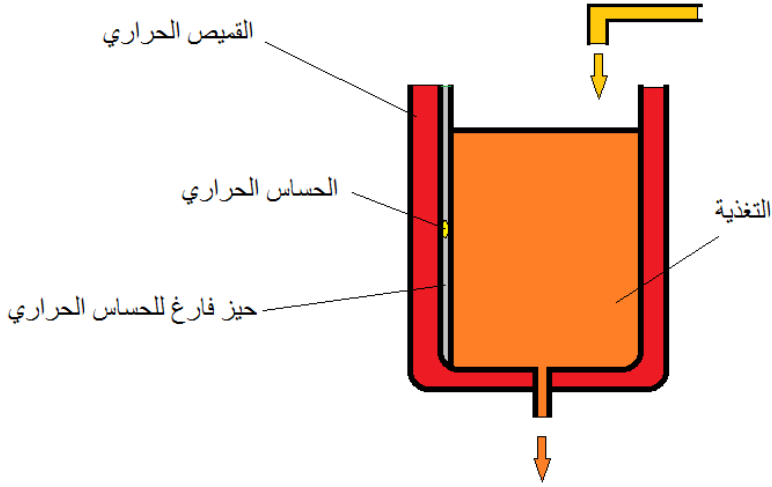 القميص الحراري
الحساس الحراري
التغذية
حيز فارغ للحساس الحراري